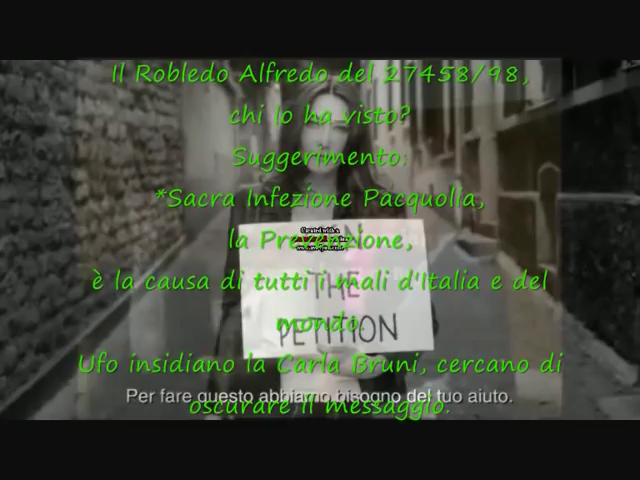 Il Robledo Alfredo del 27458/98,
chi lo ha visto?
Suggerimento:
*Sacra Infezione Pacquolia,
Created with a
la Prevenzione,
è la causa di tutti i mali d'Italia e del
THE
mondo
PETITION
Ufo insidiano la Carla Bruni, cercano di
Per fare questo abbiamo bisogno del tuo aiuto.
oscurare il messaggio.